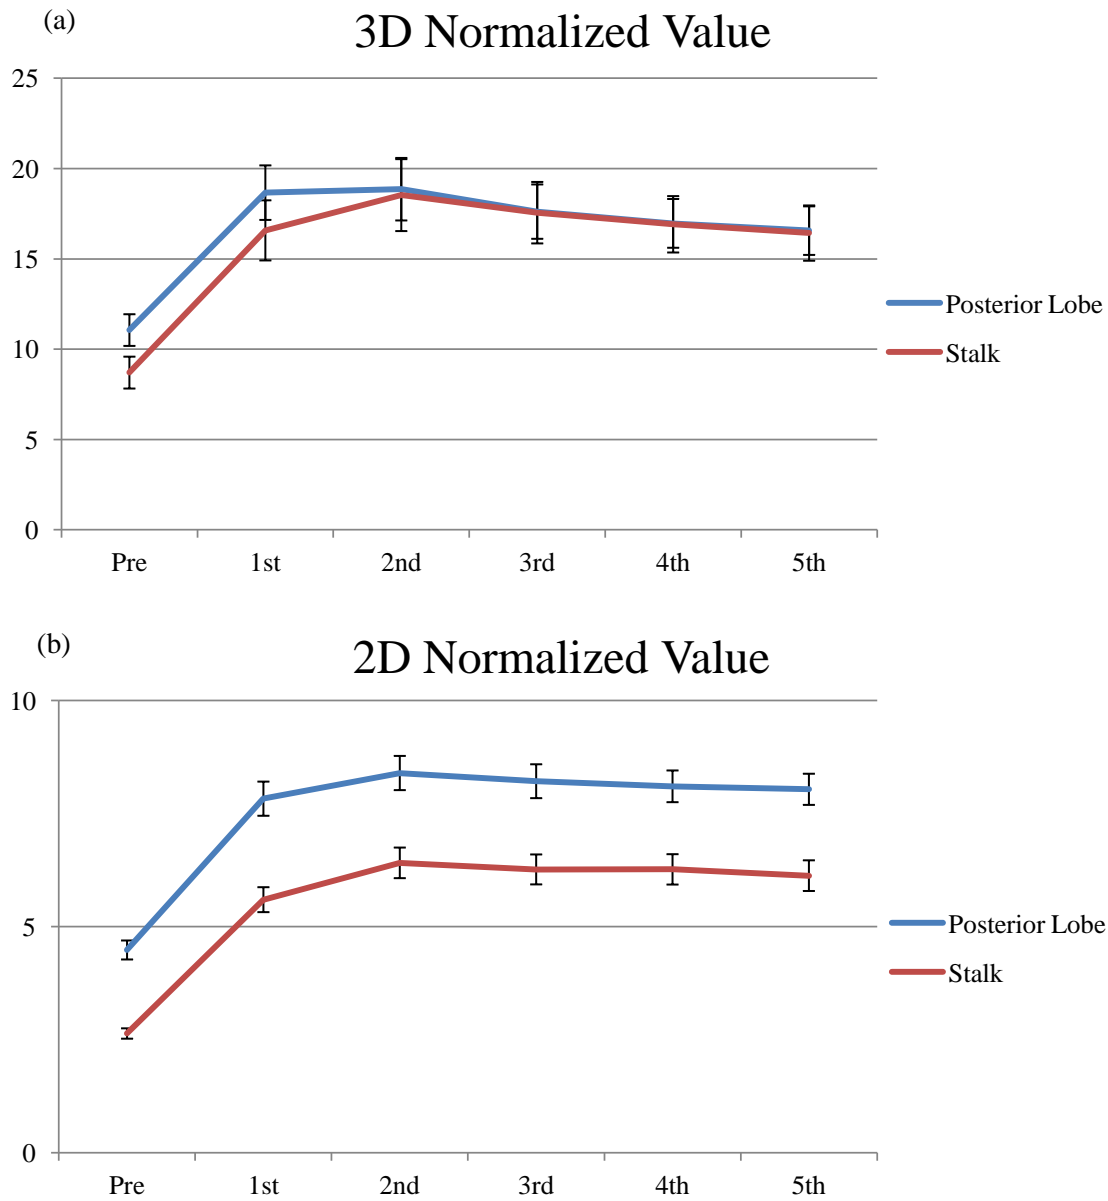 (a)
3D Normalized Value
25
20
15
10
5
0
Pre 1st 2nd 3rd 4th 5th
Posterior Lobe
Stalk
(b)
2D Normalized Value
10
5
0
Pre 1st 2nd 3rd 4th 5th
Posterior Lobe
Stalk